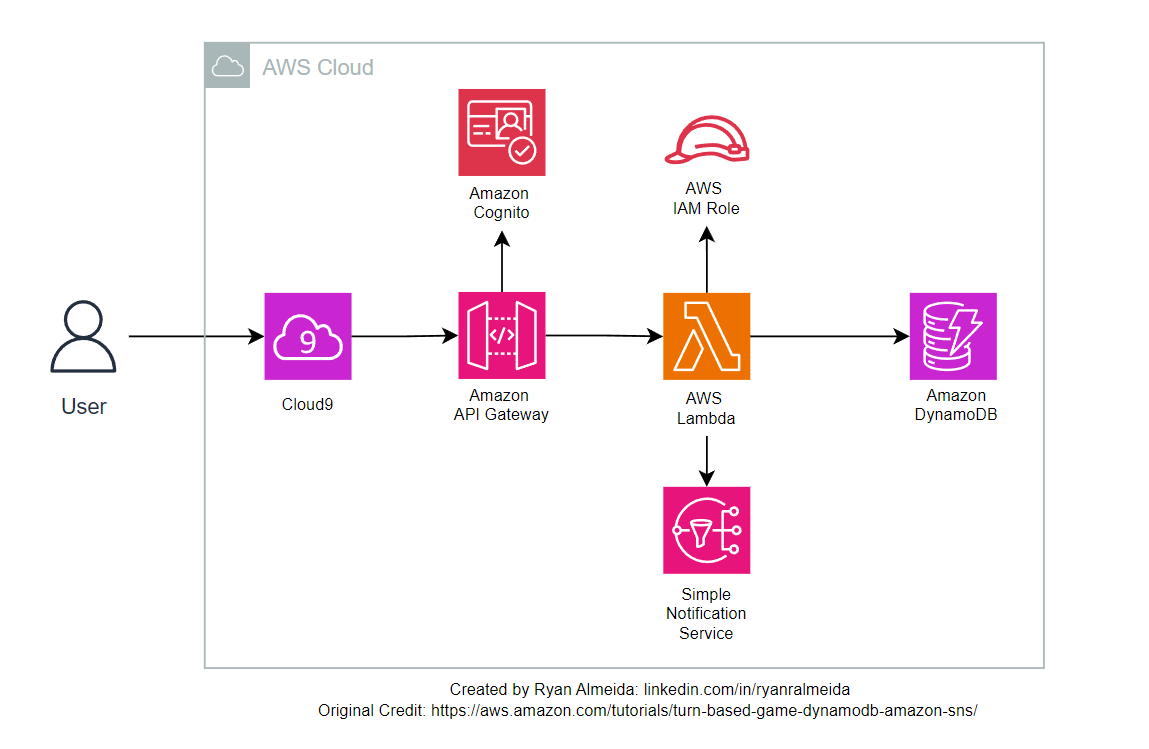 AWS Cloud
Amazon
Cognito
AWS
IAM Role
9
User
Cloud9
Amazon
API Gateway
AWS
Lambda
Amazon
DynamoDB
Simple
Notification
Service
Created by Ryan Almeida: linkedin.com/in/ryanralmeida
Original Credit: https://aws.amazon.com/tutorials/turn-based-game-dynamodb-amazon-sns/